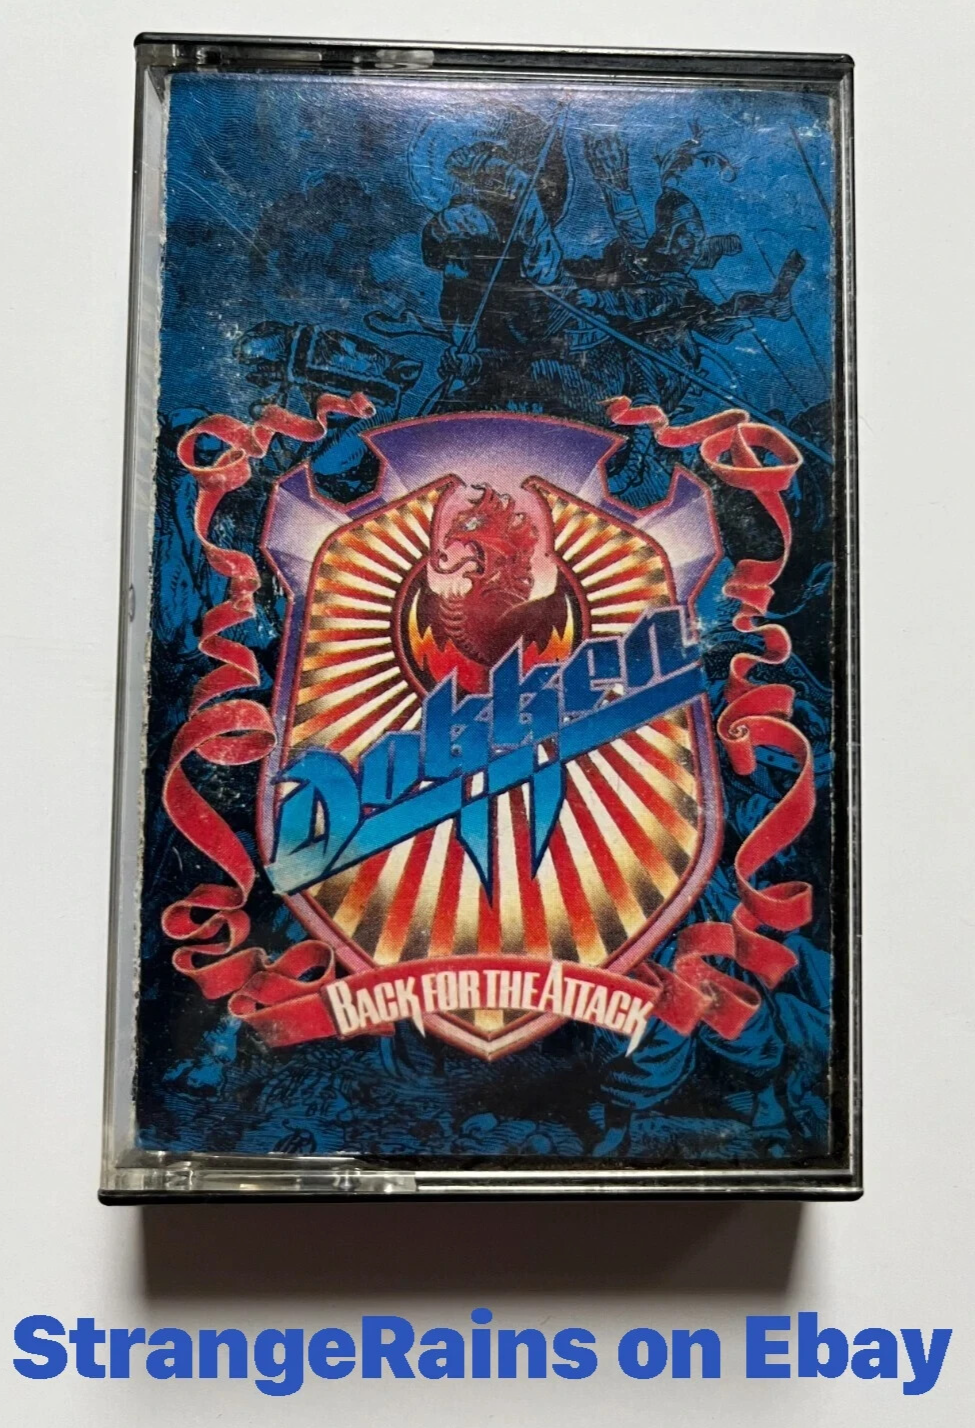 Dokken
BACK FOR THE ATTACK
StrangeRains on Ebay